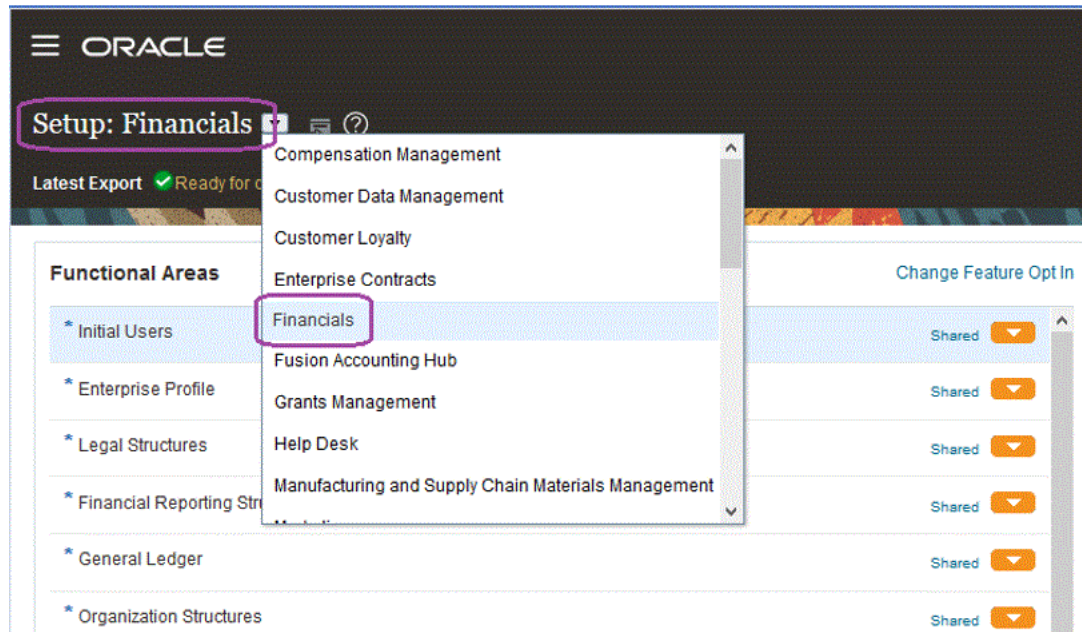 ORACLE
Setup: Financials
Latest Export Ready for
Compensation Management
Customer Data Management
Customer Loyalty
Enterprise Contracts
Financials
Fusion Accounting Hub
Grants Management
Help Desk
Manufacturing and Supply Chain Materials Management
Functional Areas
Change Feature Opt In
* Initial Users
Shared
* Enterprise Profile
Shared
* Legal Structures
Shared
* Financial Reporting
Shared
* General Ledger
Shared
* Organization Structures
Shared